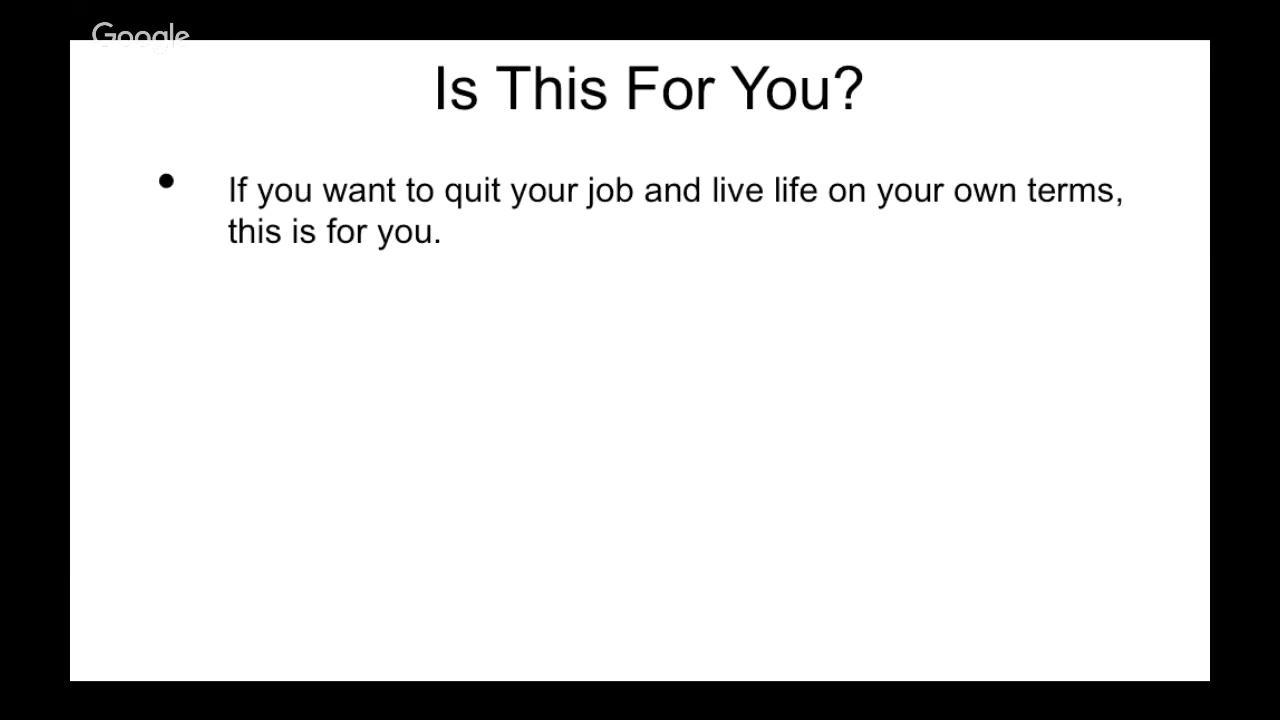 Google
Is This For You?
• If you want to quit your job and live life on your own terms,
this is for you.